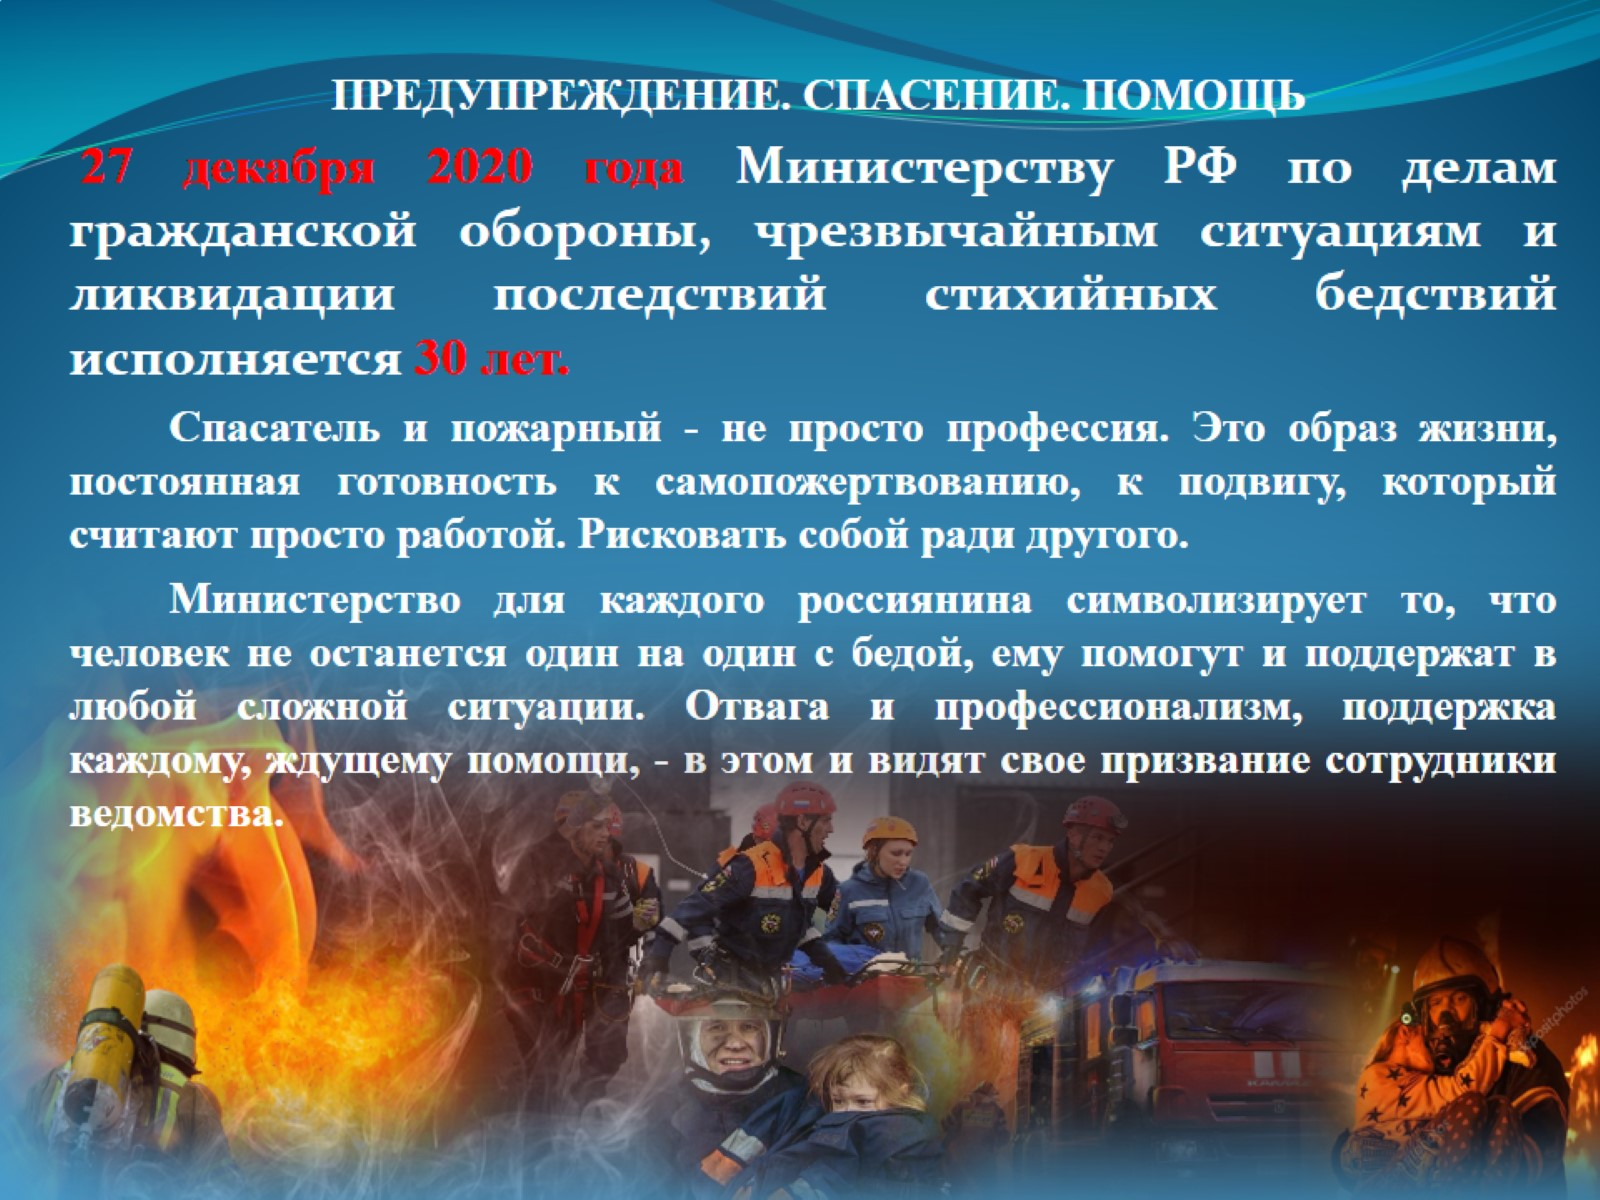 ПРЕДУПРЕЖДЕНИЕ. СПАСЕНИЕ. ПОМОЩЬ
27 декабря 2020 года Министерству РФ по делам
гражданской обороны, чрезвычайным ситуациям и
ликвидации последствий стихийных бедствий
исполняется 30 лет.
Спасатель и пожарный - не просто профессия. Это образ жизни,
постоянная готовность к самопожертвованию, к подвигу, который
считают просто работой. Рисковать собой ради другого.
Министерство для каждого россиянина символизирует то, что
человек не останется один на один с бедой, ему помогут и поддержат в
любой сложной ситуации. Отвага и профессионализм, поддержка
каждому, ждущему помощи, - в этом и видят свое призвание сотрудники
ведомства.
depositphotos